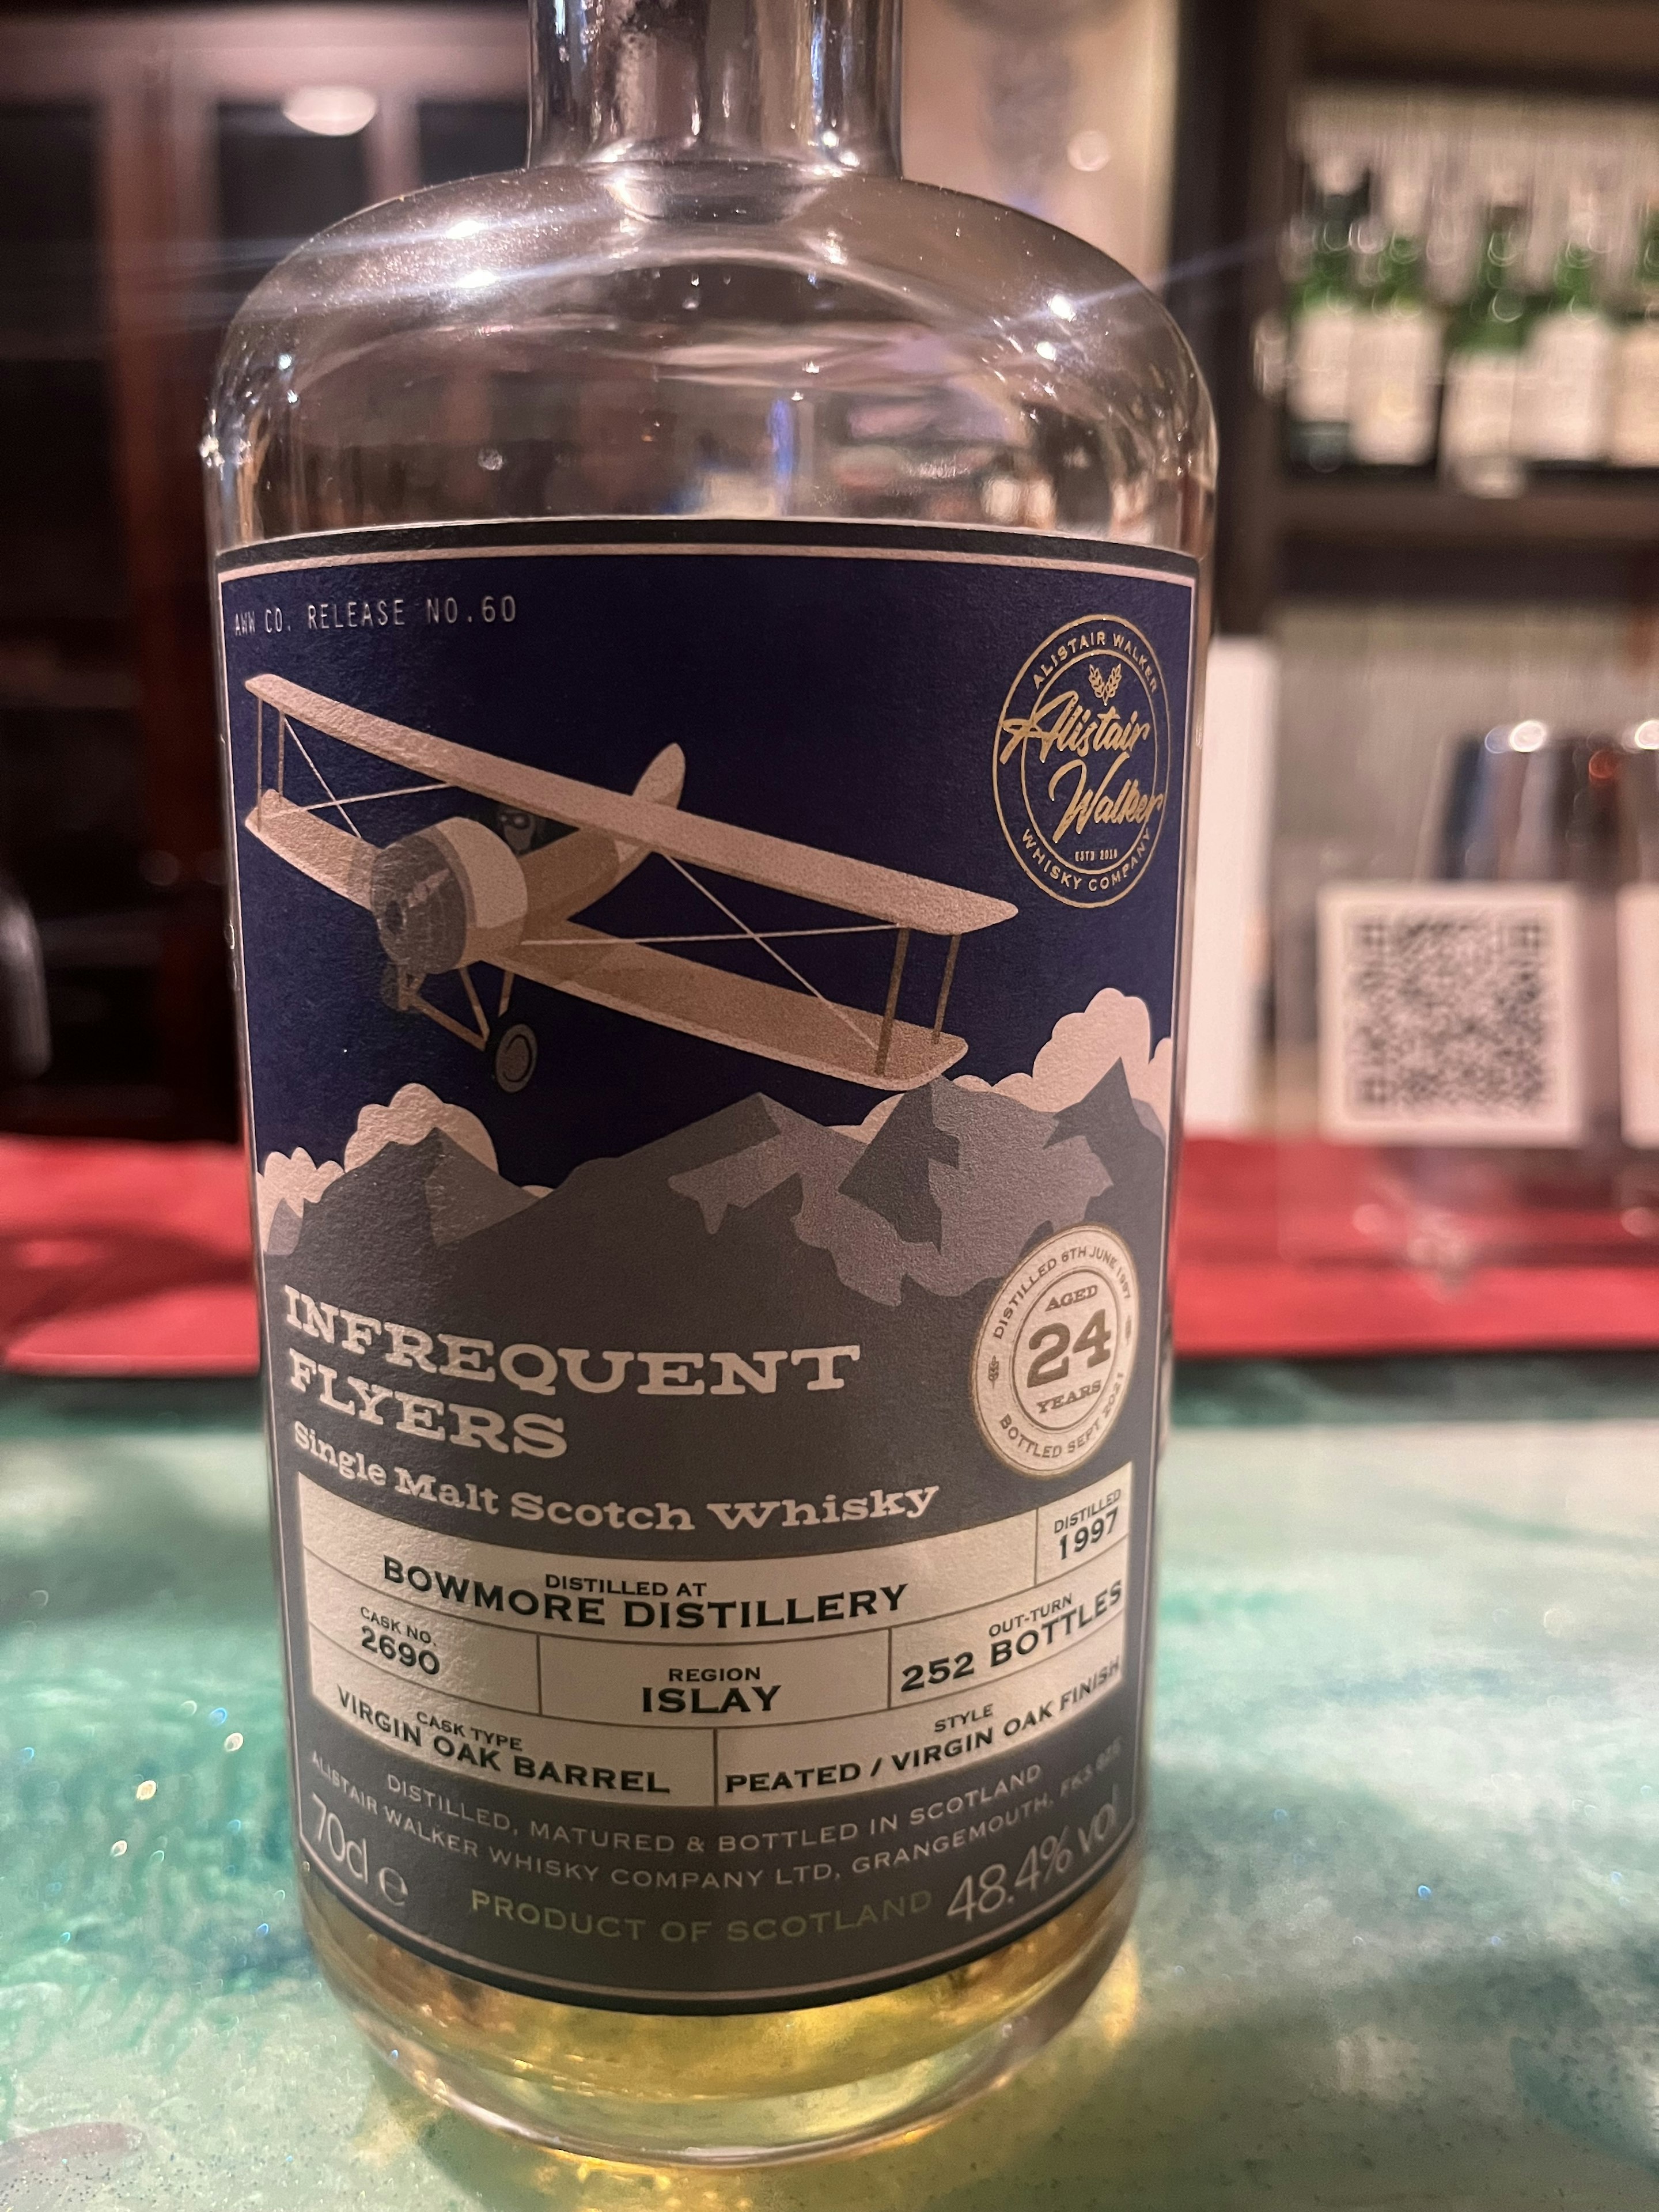 AWW CO. RELEASE NO.60
ALISTAIR WALKER
Alistair
Walker
ESTD 2018
WHISKY COMPANY
DISTILLED 6TH JUNE 1997
AGED
24
YEARS
BOTTLED SEPT 2021
INFREQUENT
FLYERS
Single Malt Scotch Whisky
DISTILLED AT
BOWMORE DISTILLERY
DISTILLED
1997
CASK NO.
2690
REGION
ISLAY
OUT-TURN
252 BOTTLES
CASK TYPE
VIRGIN OAK BARREL
STYLE
PEATED / VIRGIN OAK FINISH
DISTILLED, MATURED & BOTTLED IN SCOTLAND
ALISTAIR WALKER WHISKY COMPANY LTD, GRANGEMOUTH, FK3
70cl e
PRODUCT OF SCOTLAND
48.4% vol